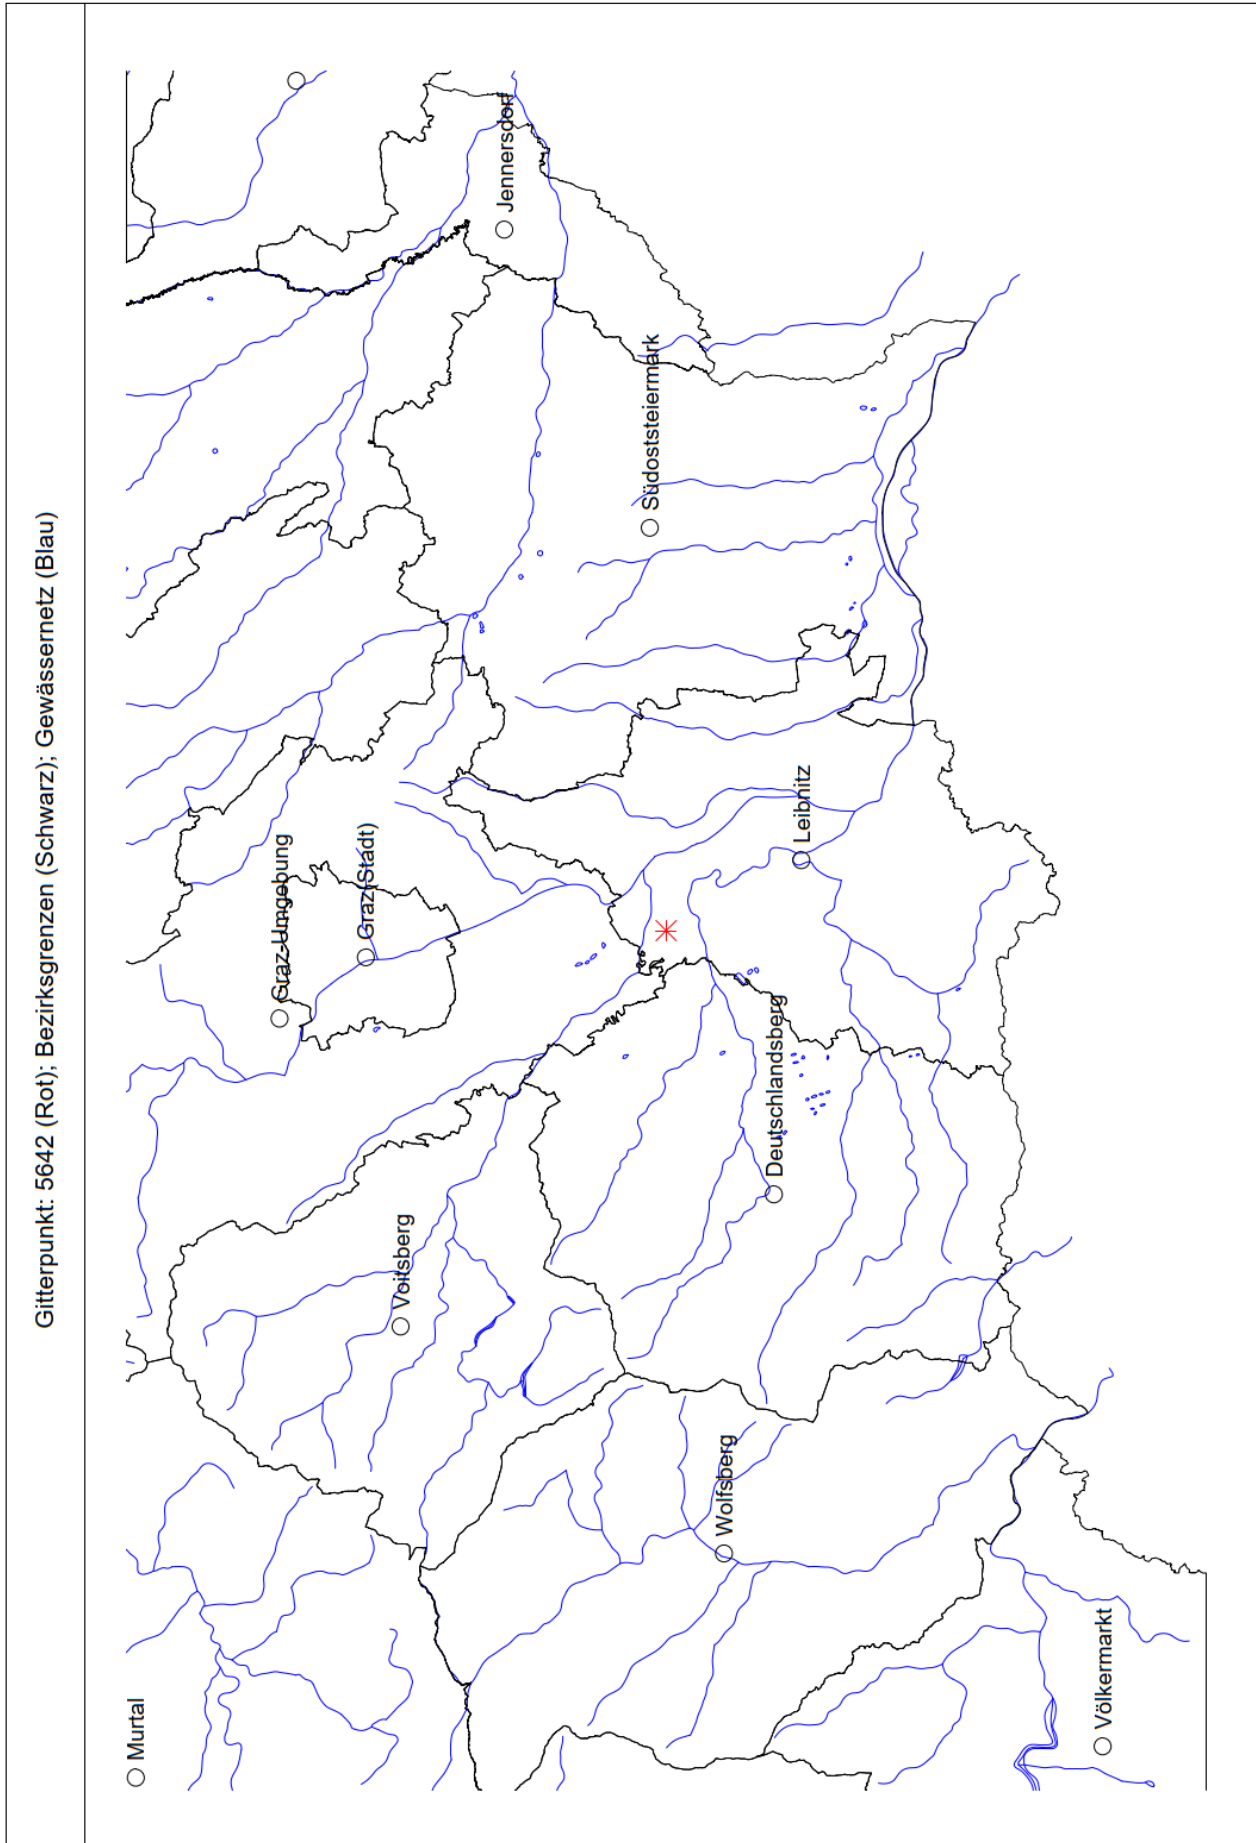 Gitterpunkt: 5642 (Rot); Bezirksgrenzen (Schwarz); Gewässernetz (Blau)
Murtal
Graz-Umgebung
Graz(Stadt)
Voitsberg
Jennersdorf
Südoststeiermark
Wolfsberg
Deutschlandsberg
Leibnitz
Völkermarkt